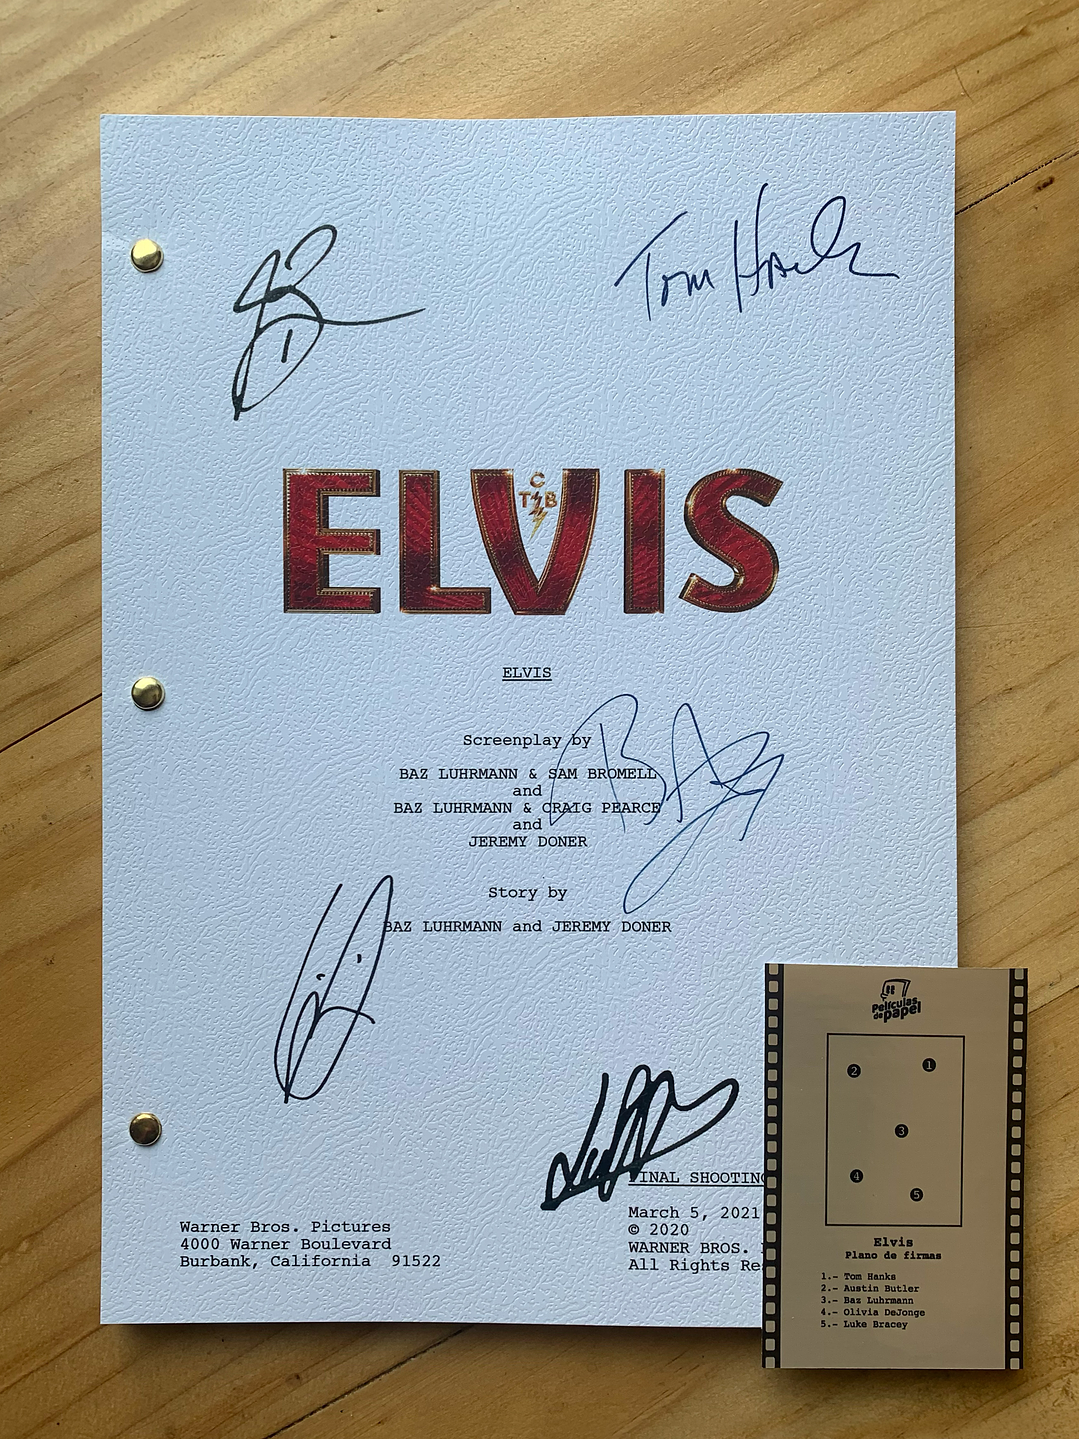 Tom Hanks
ELVIS
C
T B
ELVIS
Screenplay by
BAZ LUHRMANN & SAM BROMELL
and
BAZ LUHRMANN & CRAIG PEARCE
and
JEREMY DONER
Story by
BAZ LUHRMANN and JEREMY DONER
FINAL SHOOTING
Warner Bros. Pictures
4000 Warner Boulevard
Burbank, California 91522
March 5, 2021
© 2020
WARNER BROS.
All Rights Re
Películas
de papel
2
1
3
4
5
Elvis
Plano de firmas
1.- Tom Hanks
2.- Austin Butler
3.- Baz Luhrmann
4.- Olivia DeJonge
5.- Luke Bracey